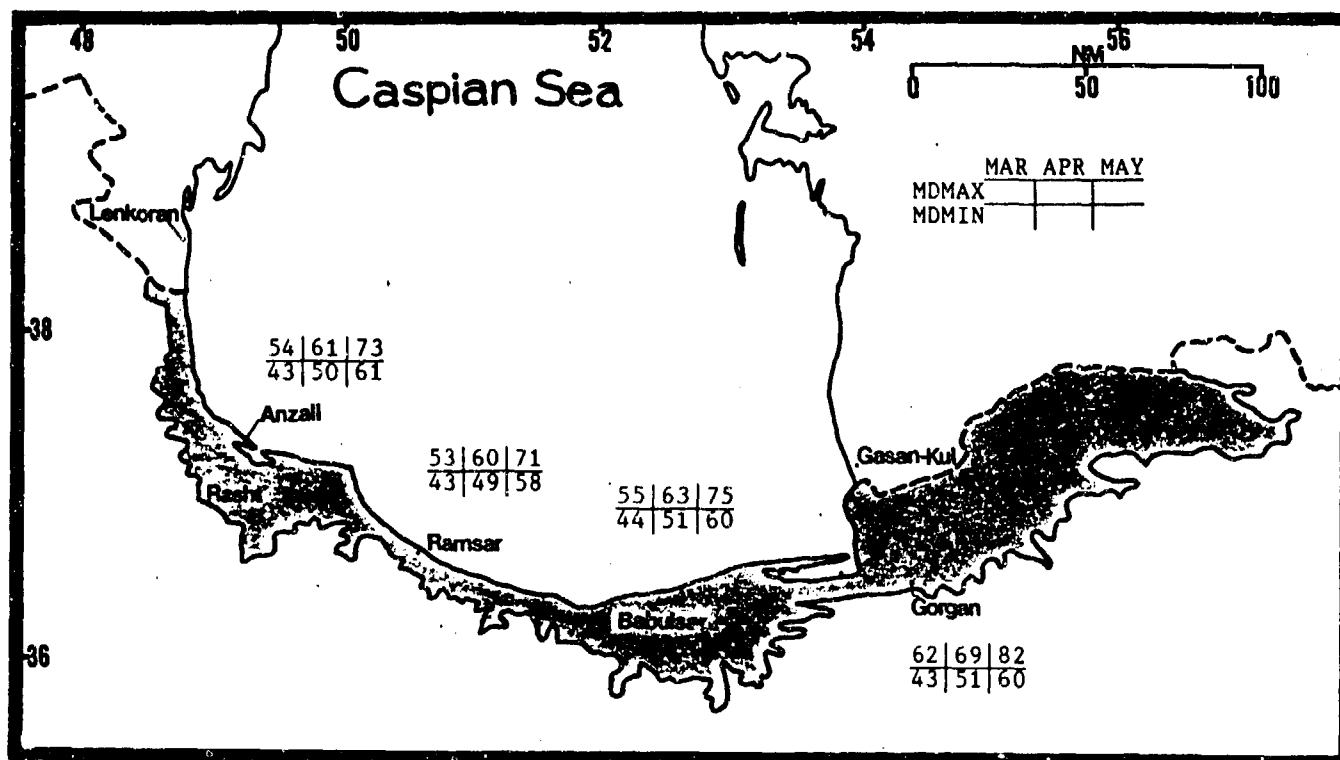 48 50 52 54 56
Caspian Sea
NM
0 50 100
MAR APR MAY
MDMAX
MDMIN
Lenkoran
38
54|61|73
43|50|61
Anzali
53|60|71
43|49|58
Gasan-Kul
Rasht
55|63|75
44|51|60
Ramsar
Babulsar
Gorgan
36
62|69|82
43|51|60